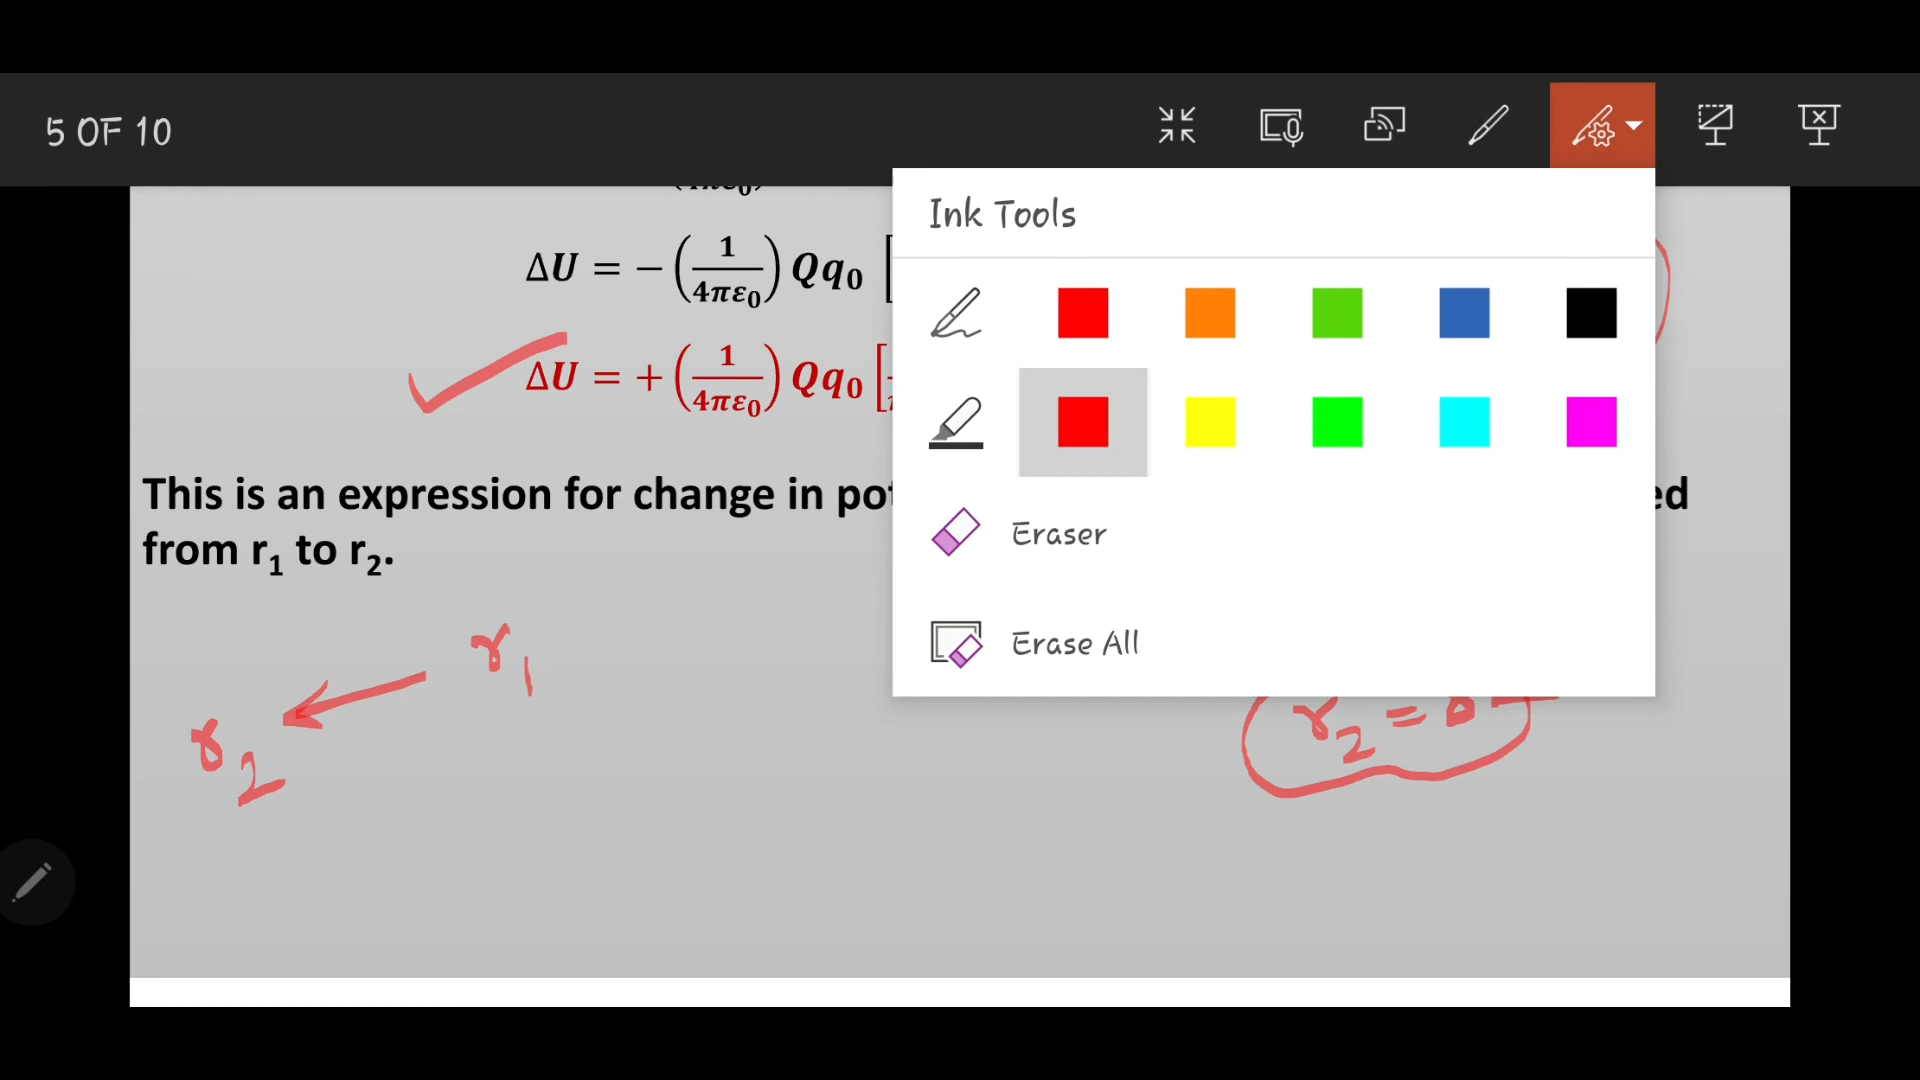 5 OF 10
Ink Tools
ΔU = −(1/4πε₀) Qq₀ [
ΔU = +(1/4πε₀) Qq₀ [
This is an expression for change in pot ed
from r₁ to r₂.
Eraser
Erase All
r₁
r₂
r₂ =